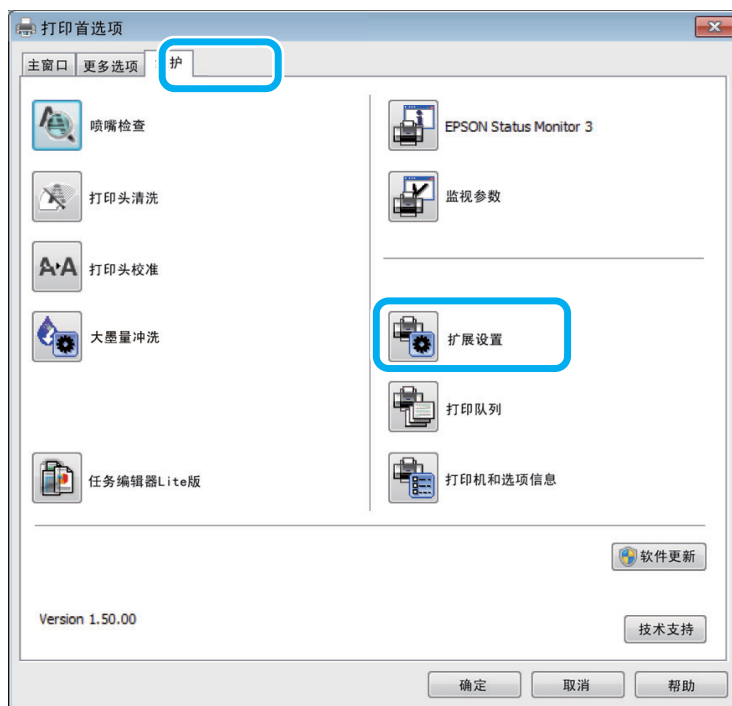 打印首选项
主窗口 更多选项 护
喷嘴检查
打印头清洗
打印头校准
大墨量冲洗
任务编辑器Lite版
EPSON Status Monitor 3
监视参数
扩展设置
打印队列
打印机和选项信息
软件更新
Version 1.50.00
技术支持
确定 取消 帮助